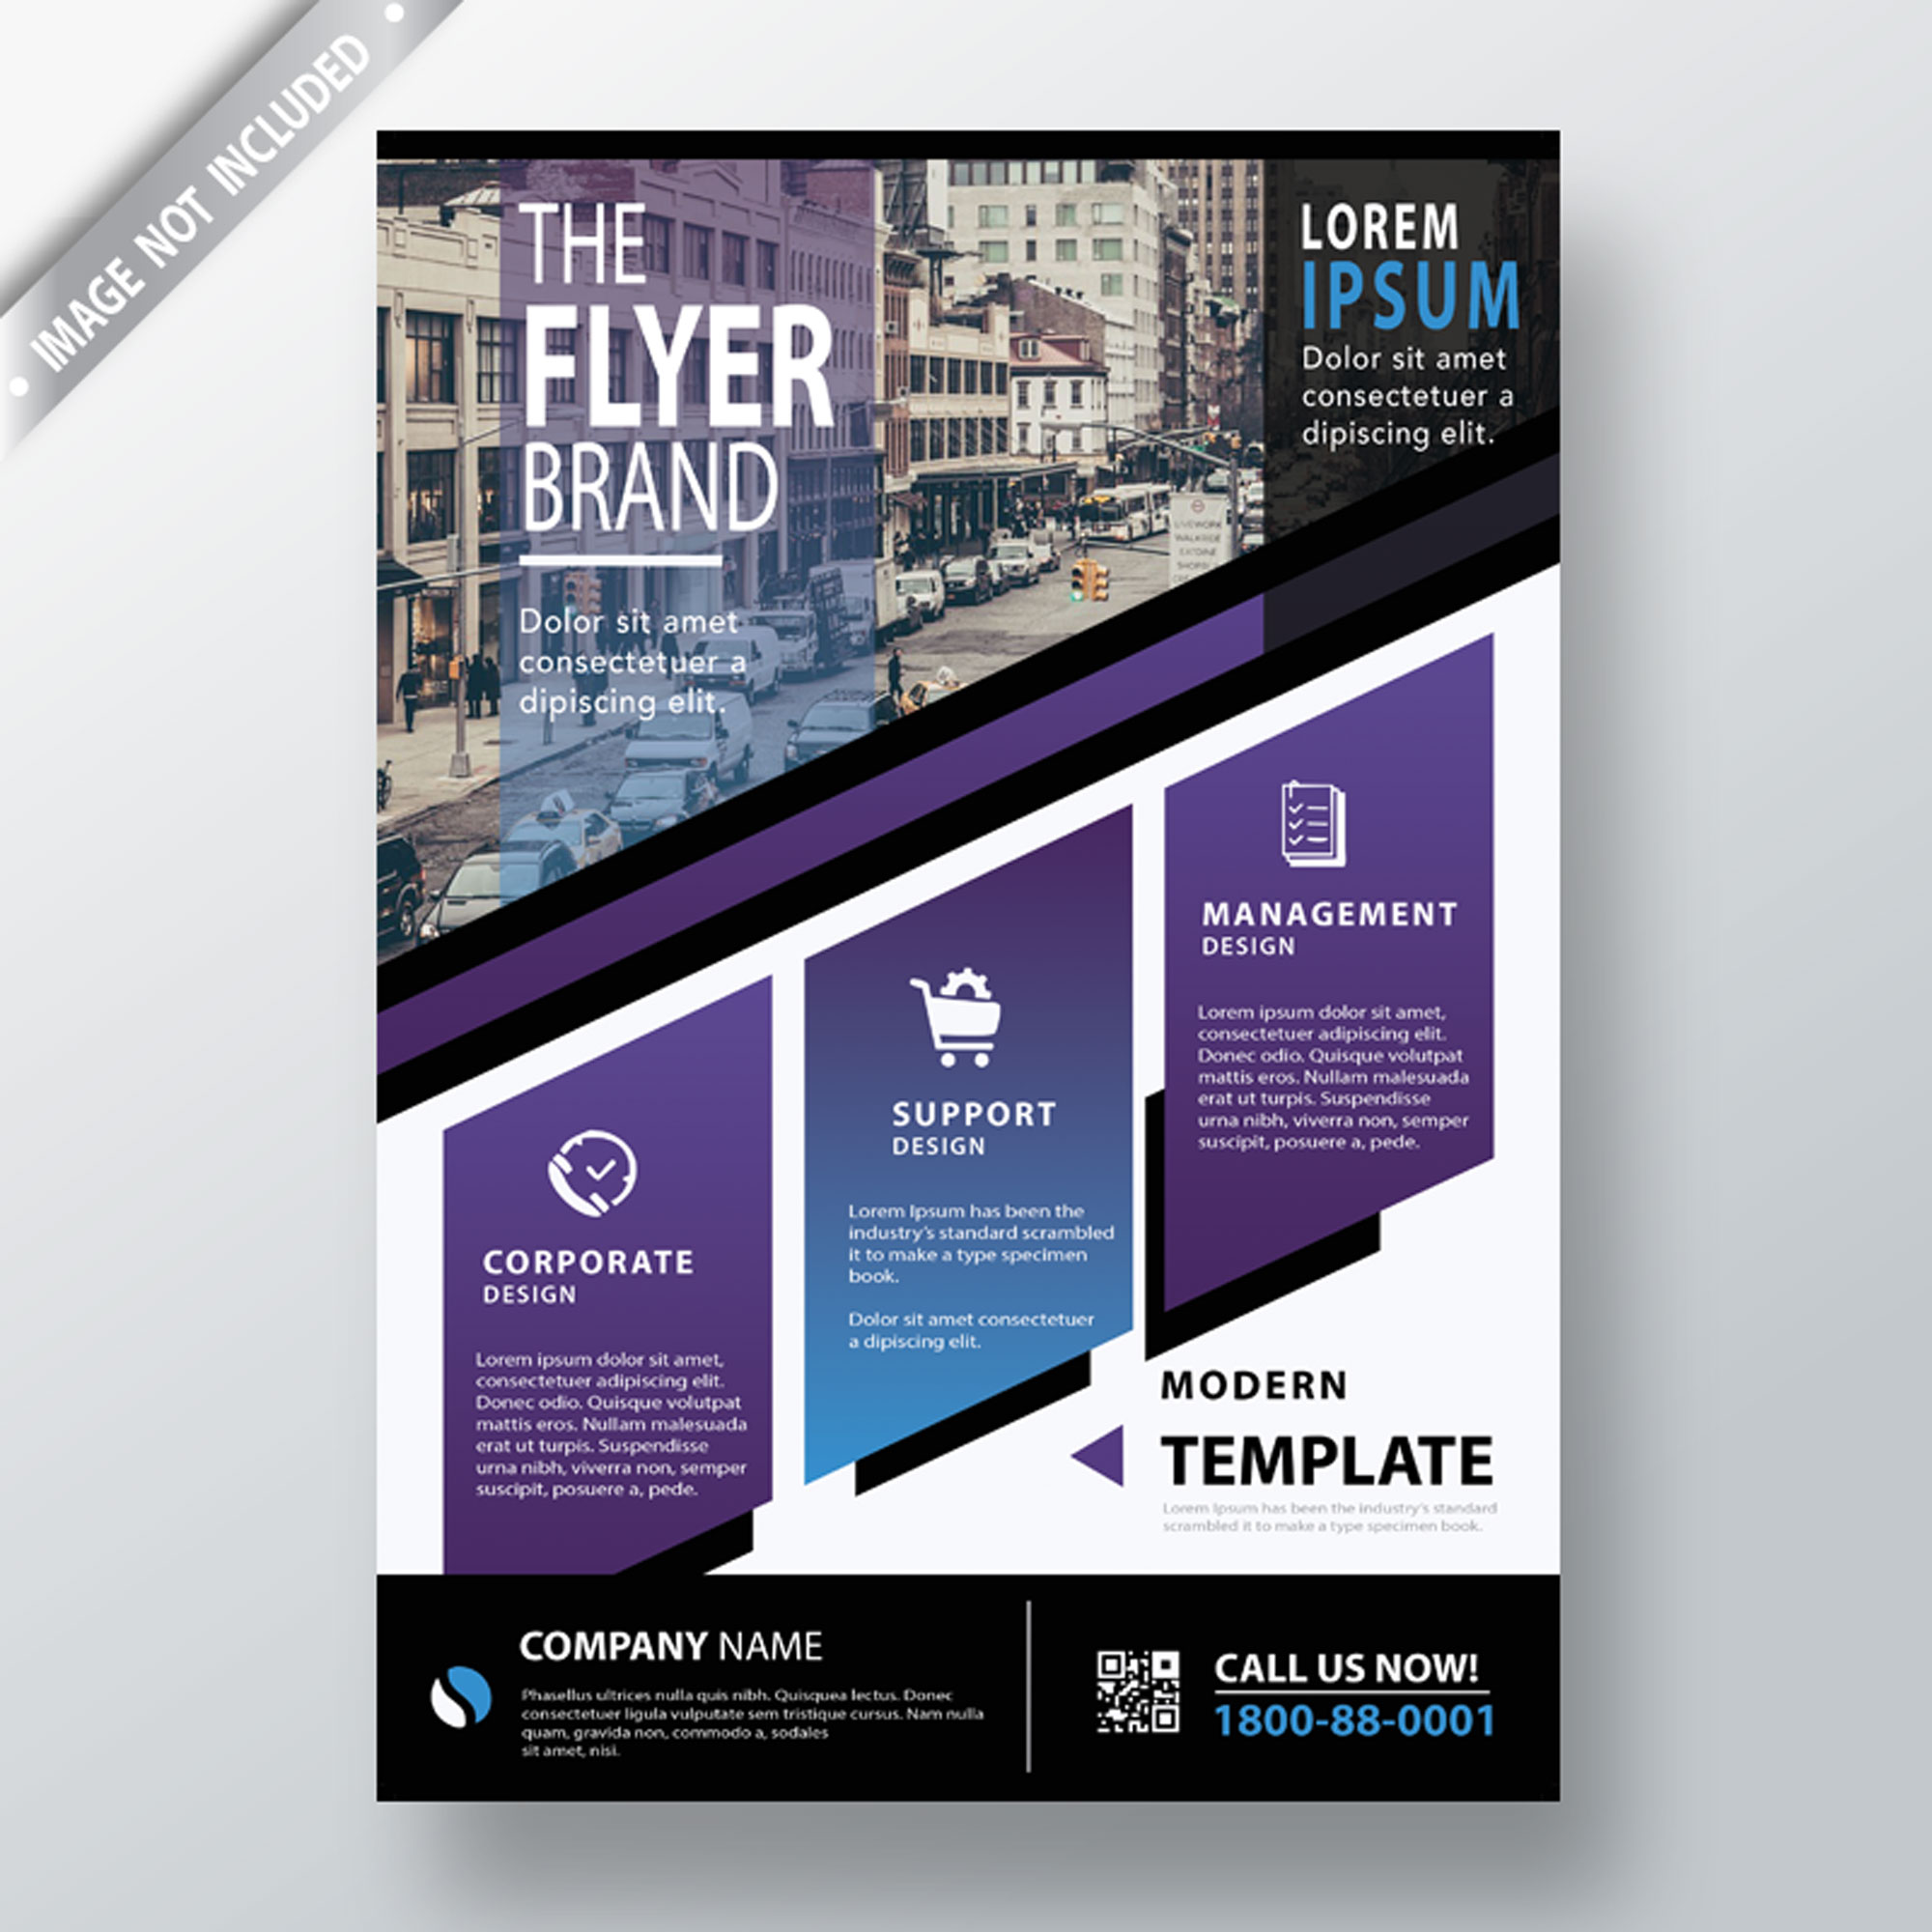 IMAGE NOT INCLUDED
THE
FLYER
BRAND
Dolor sit amet
consectetuer a
dipiscing elit.
LOREM
IPSUM
Dolor sit amet
consectetuer a
dipiscing elit.
LIVEWORK
WALKRIDE
MANAGEMENT
DESIGN
Lorem ipsum dolor sit amet,
consectetuer adipiscing elit.
Donec odio. Quisque volutpat
mattis eros. Nullam malesuada
erat ut turpis. Suspendisse
urna nibh, viverra non, semper
suscipit, posuere a, pede.
SUPPORT
DESIGN
Lorem Ipsum has been the
industry's standard scrambled
it to make a type specimen
book.
Dolor sit amet consectetuer
a dipiscing elit.
CORPORATE
DESIGN
Lorem ipsum dolor sit amet,
consectetuer adipiscing elit.
Donec odio. Quisque volutpat
mattis eros. Nullam malesuada
erat ut turpis. Suspendisse
urna nibh, viverra non, semper
suscipit, posuere a, pede.
MODERN
TEMPLATE
Lorem Ipsum has been the industry's standard
scrambled it to make a type specimen book.
COMPANY NAME
Phasellus ultrices nulla quis nibh. Quisquea lectus. Donec
consectetuer ligula vulputate sem tristique cursus. Nam nulla
quam, gravida non, commodo a, sodales
sit amet, nisi.
CALL US NOW!
1800-88-0001